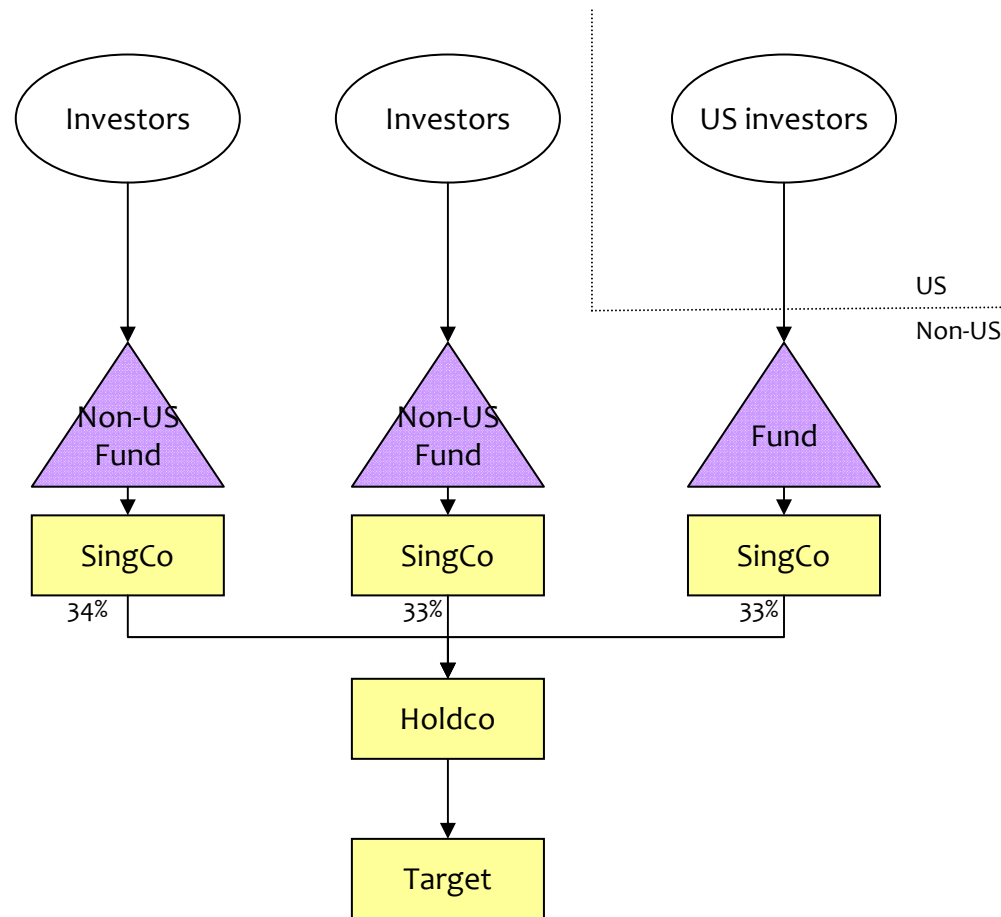 Investors
Investors
US investors
US
Non-US
Non-US
Fund
Non-US
Fund
Fund
SingCo
SingCo
SingCo
34%
33%
33%
Holdco
Target